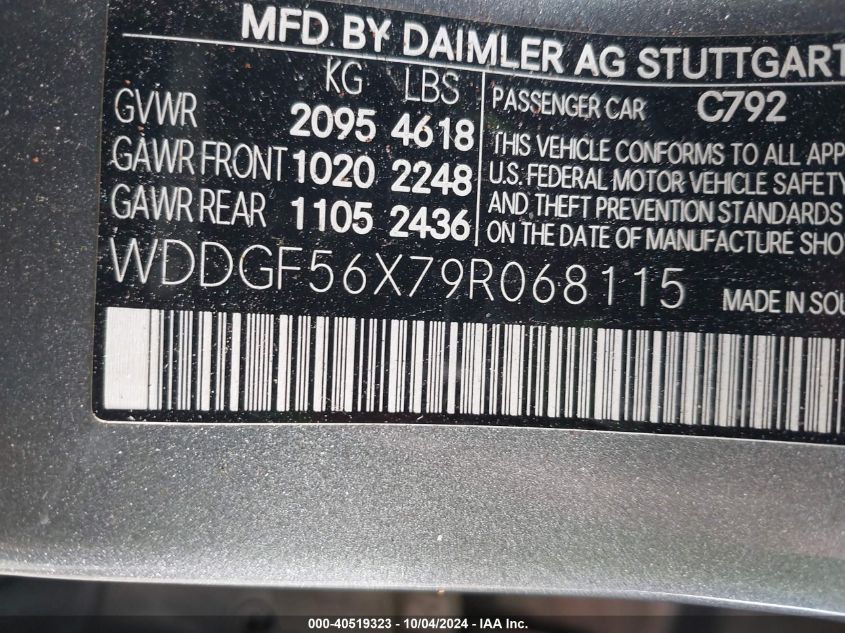 MFD. BY DAIMLER AG STUTTGART
KG LBS
GVWR 2095 4618
GAWR FRONT 1020 2248
GAWR REAR 1105 2436
PASSENGER CAR C792
THIS VEHICLE CONFORMS TO ALL APP
U.S. FEDERAL MOTOR VEHICLE SAFETY
AND THEFT PREVENTION STANDARDS
ON THE DATE OF MANUFACTURE SHO
WDDGF56X79R068115
MADE IN SOU
000-40519323 - 10/04/2024 - IAA Inc.